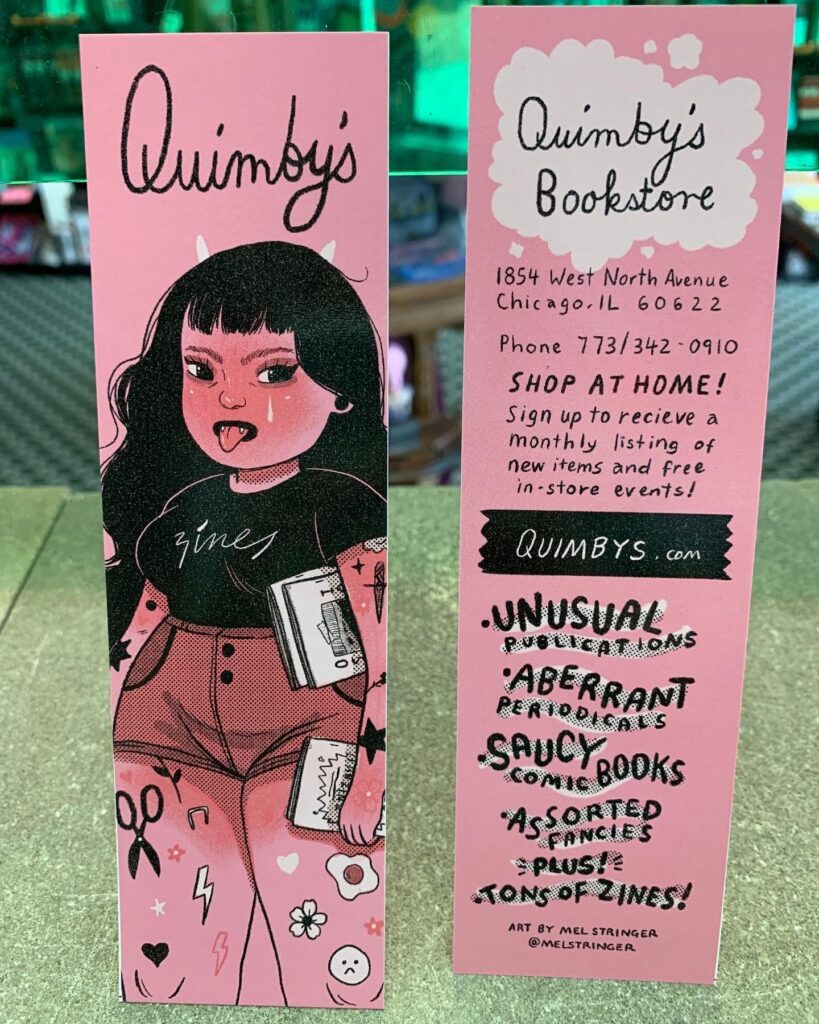 Quimby's
zines
Quimby's
Bookstore
1854 West North Avenue
Chicago, IL 60622
Phone 773/342-0910
SHOP AT HOME!
Sign up to recieve a
monthly listing of
new items and free
in-store events!
QUIMBYS.com
•UNUSUAL
PUBLICATIONS
•ABERRANT
PERIODICALS
•SAUCY
COMIC BOOKS
•ASSORTED
FANCIES
PLUS!
•TONS OF ZINES!
ART BY MEL STRINGER
@MELSTRINGER